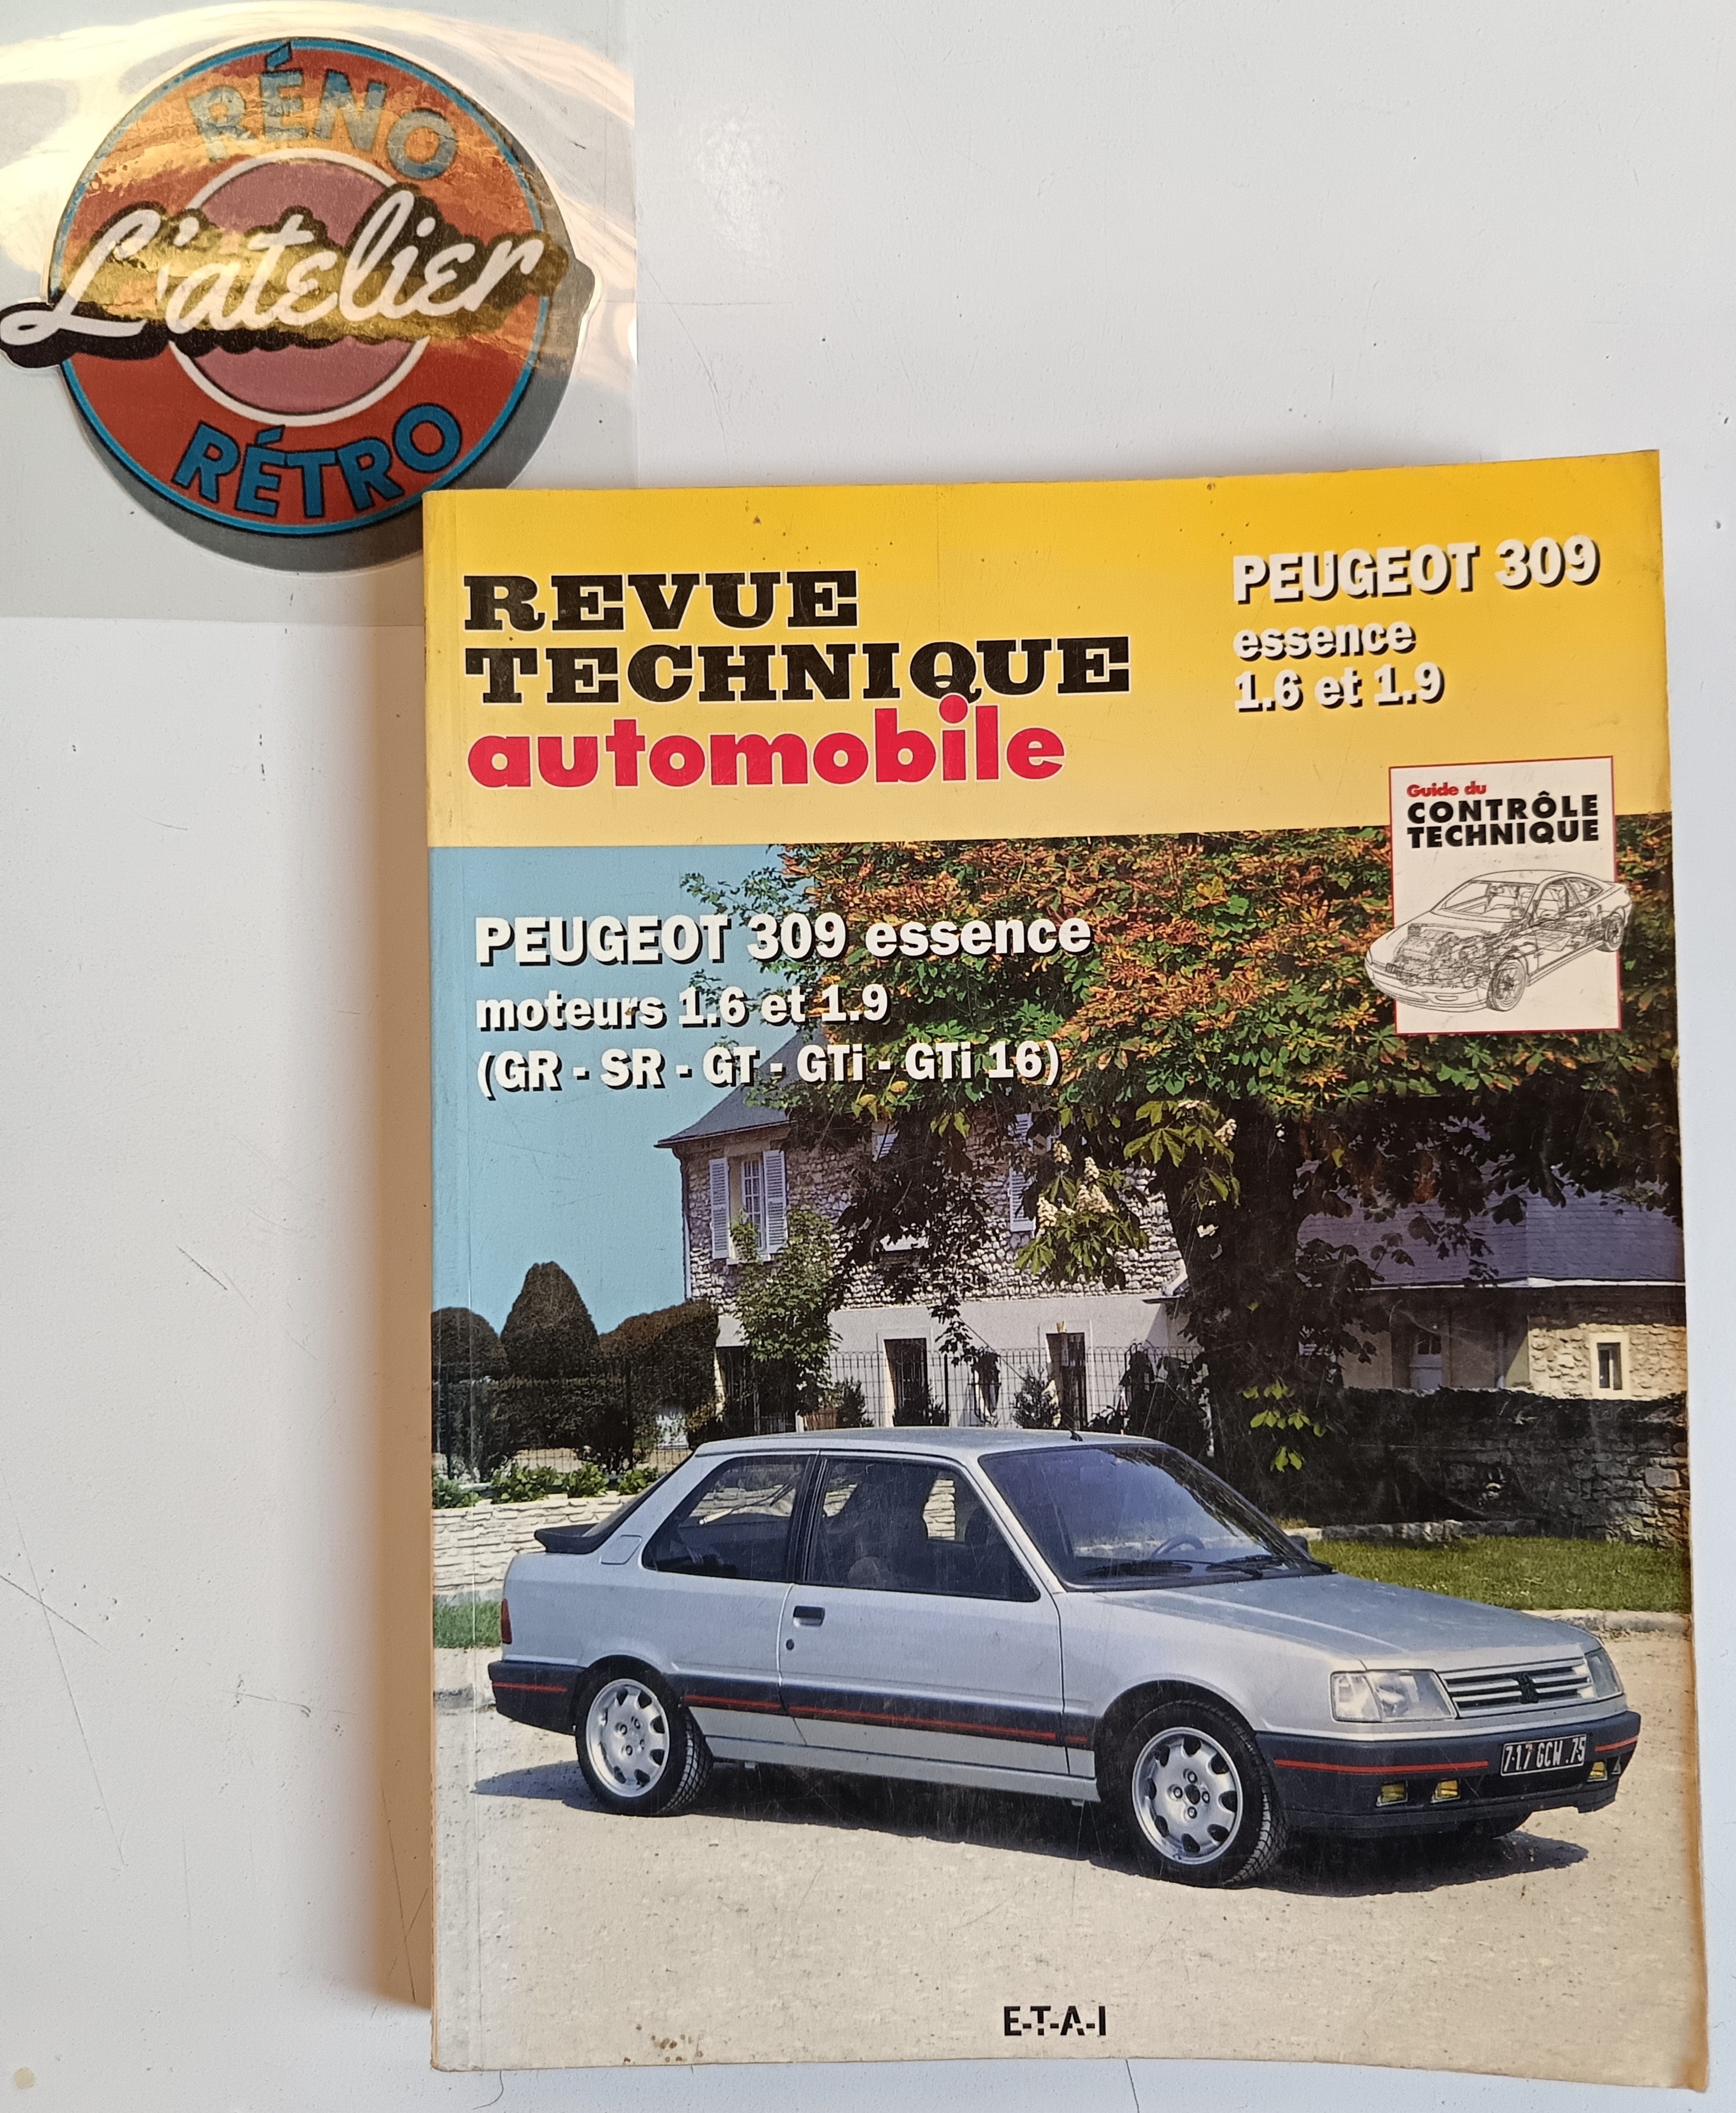 RÉNO
L'atelier
RÉTRO
REVUE
TECHNIQUE
automobile
PEUGEOT 309
essence
1.6 et 1.9
Guide du
CONTRÔLE
TECHNIQUE
PEUGEOT 309 essence
moteurs 1.6 et 1.9
(GR - SR - GT - GTi - GTi 16)
717 GCW .75
E-T-A-I